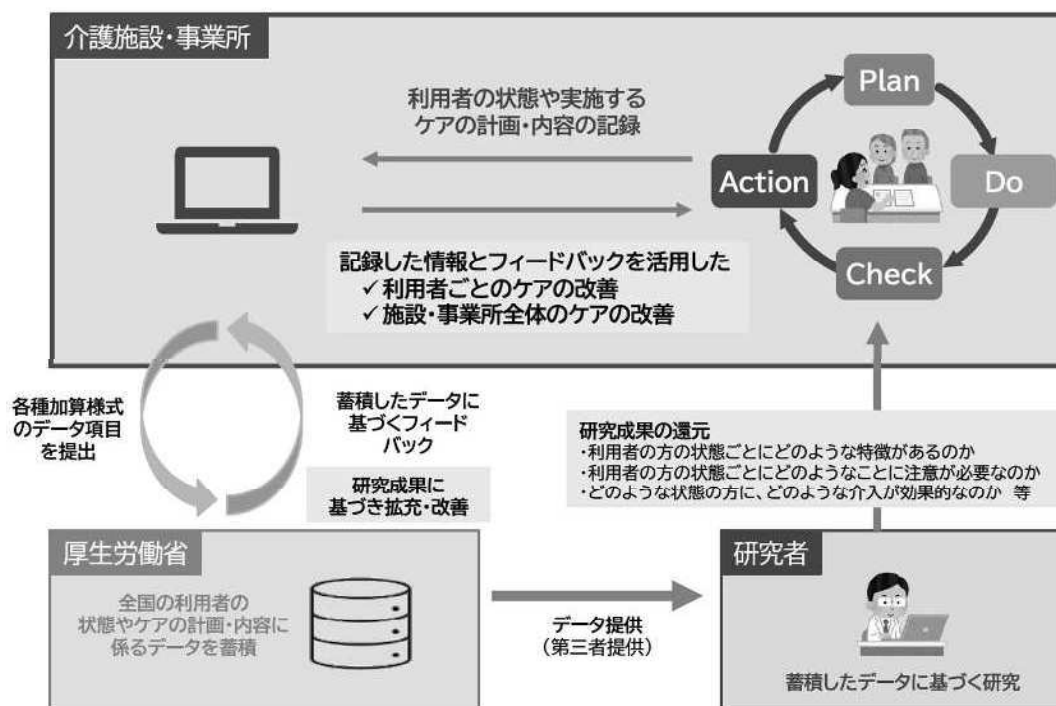 介護施設・事業所
利用者の状態や実施する
ケアの計画・内容の記録
Plan
Action
Do
Check
記録した情報とフィードバックを活用した
✓ 利用者ごとのケアの改善
✓ 施設・事業所全体のケアの改善
各種加算様式
のデータ項目
を提出
蓄積したデータに
基づくフィード
バック
研究成果に
基づき拡充・改善
研究成果の還元
・利用者の方の状態ごとにどのような特徴があるのか
・利用者の方の状態ごとにどのようなことに注意が必要なのか
・どのような状態の方に、どのような介入が効果的なのか 等
厚生労働省
全国の利用者の
状態やケアの計画・内容に
係るデータを蓄積
データ提供
（第三者提供）
研究者
蓄積したデータに基づく研究